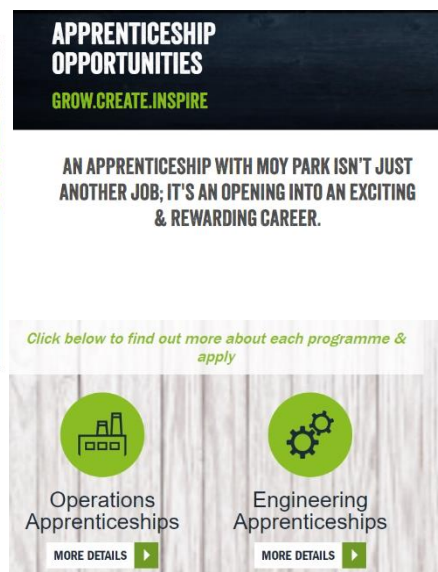 APPRENTICESHIP
OPPORTUNITIES
GROW.CREATE.INSPIRE
AN APPRENTICESHIP WITH MOY PARK ISN'T JUST
ANOTHER JOB; IT'S AN OPENING INTO AN EXCITING
& REWARDING CAREER.
Click below to find out more about each programme &
apply
Operations
Apprenticeships
MORE DETAILS
Engineering
Apprenticeships
MORE DETAILS